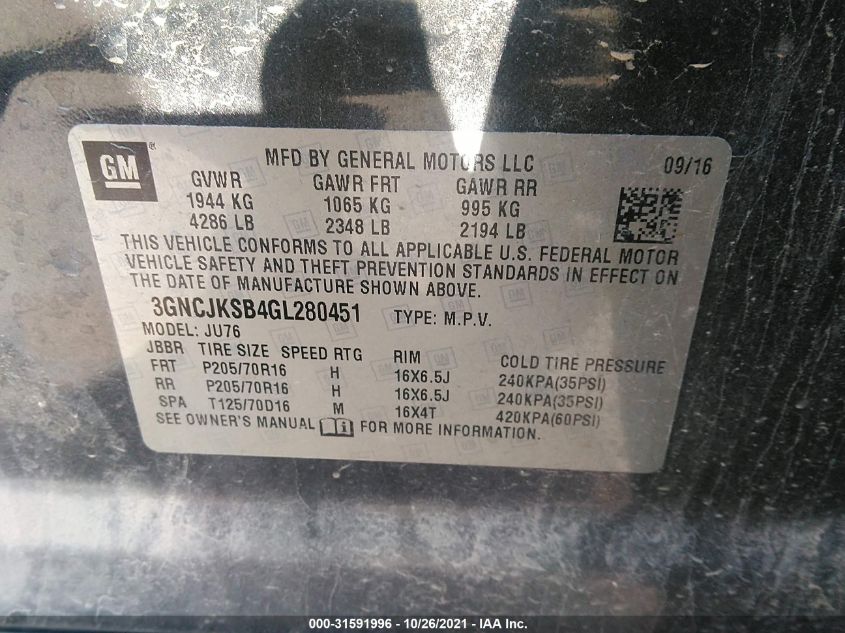 GM ®
MFD BY GENERAL MOTORS LLC 09/16
GVWR GAWR FRT GAWR RR
1944 KG 1065 KG 995 KG
4286 LB 2348 LB 2194 LB
THIS VEHICLE CONFORMS TO ALL APPLICABLE U.S. FEDERAL MOTOR
VEHICLE SAFETY AND THEFT PREVENTION STANDARDS IN EFFECT ON
THE DATE OF MANUFACTURE SHOWN ABOVE.
3GNCJKSB4GL280451 TYPE: M.P.V.
MODEL: JU76
JBBR TIRE SIZE SPEED RTG RIM COLD TIRE PRESSURE
FRT P205/70R16 H 16X6.5J 240KPA(35PSI)
RR P205/70R16 H 16X6.5J 240KPA(35PSI)
SPA T125/70D16 M 16X4T 420KPA(60PSI)
SEE OWNER'S MANUAL FOR MORE INFORMATION.
000-31591996 - 10/26/2021 - IAA Inc.